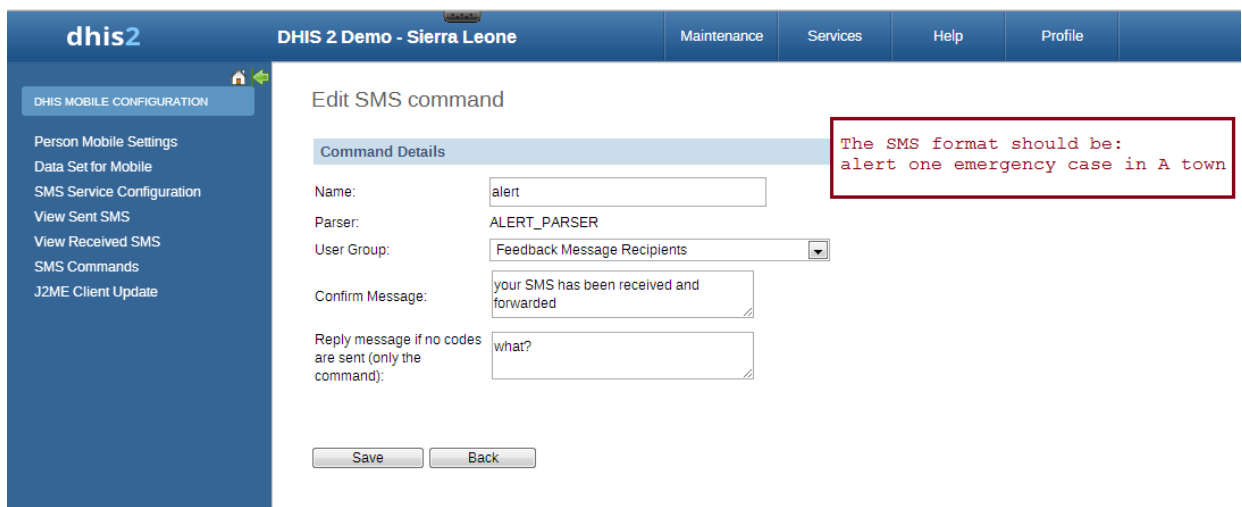 dhis2
DHIS 2 Demo - Sierra Leone
Maintenance
Services
Help
Profile
DHIS MOBILE CONFIGURATION
Person Mobile Settings
Data Set for Mobile
SMS Service Configuration
View Sent SMS
View Received SMS
SMS Commands
J2ME Client Update
Edit SMS command
Command Details
Name:
alert
Parser:
ALERT_PARSER
User Group:
Feedback Message Recipients
Confirm Message:
your SMS has been received and
forwarded
Reply message if no codes
are sent (only the
command):
what?
Save
Back
The SMS format should be:
alert one emergency case in A town